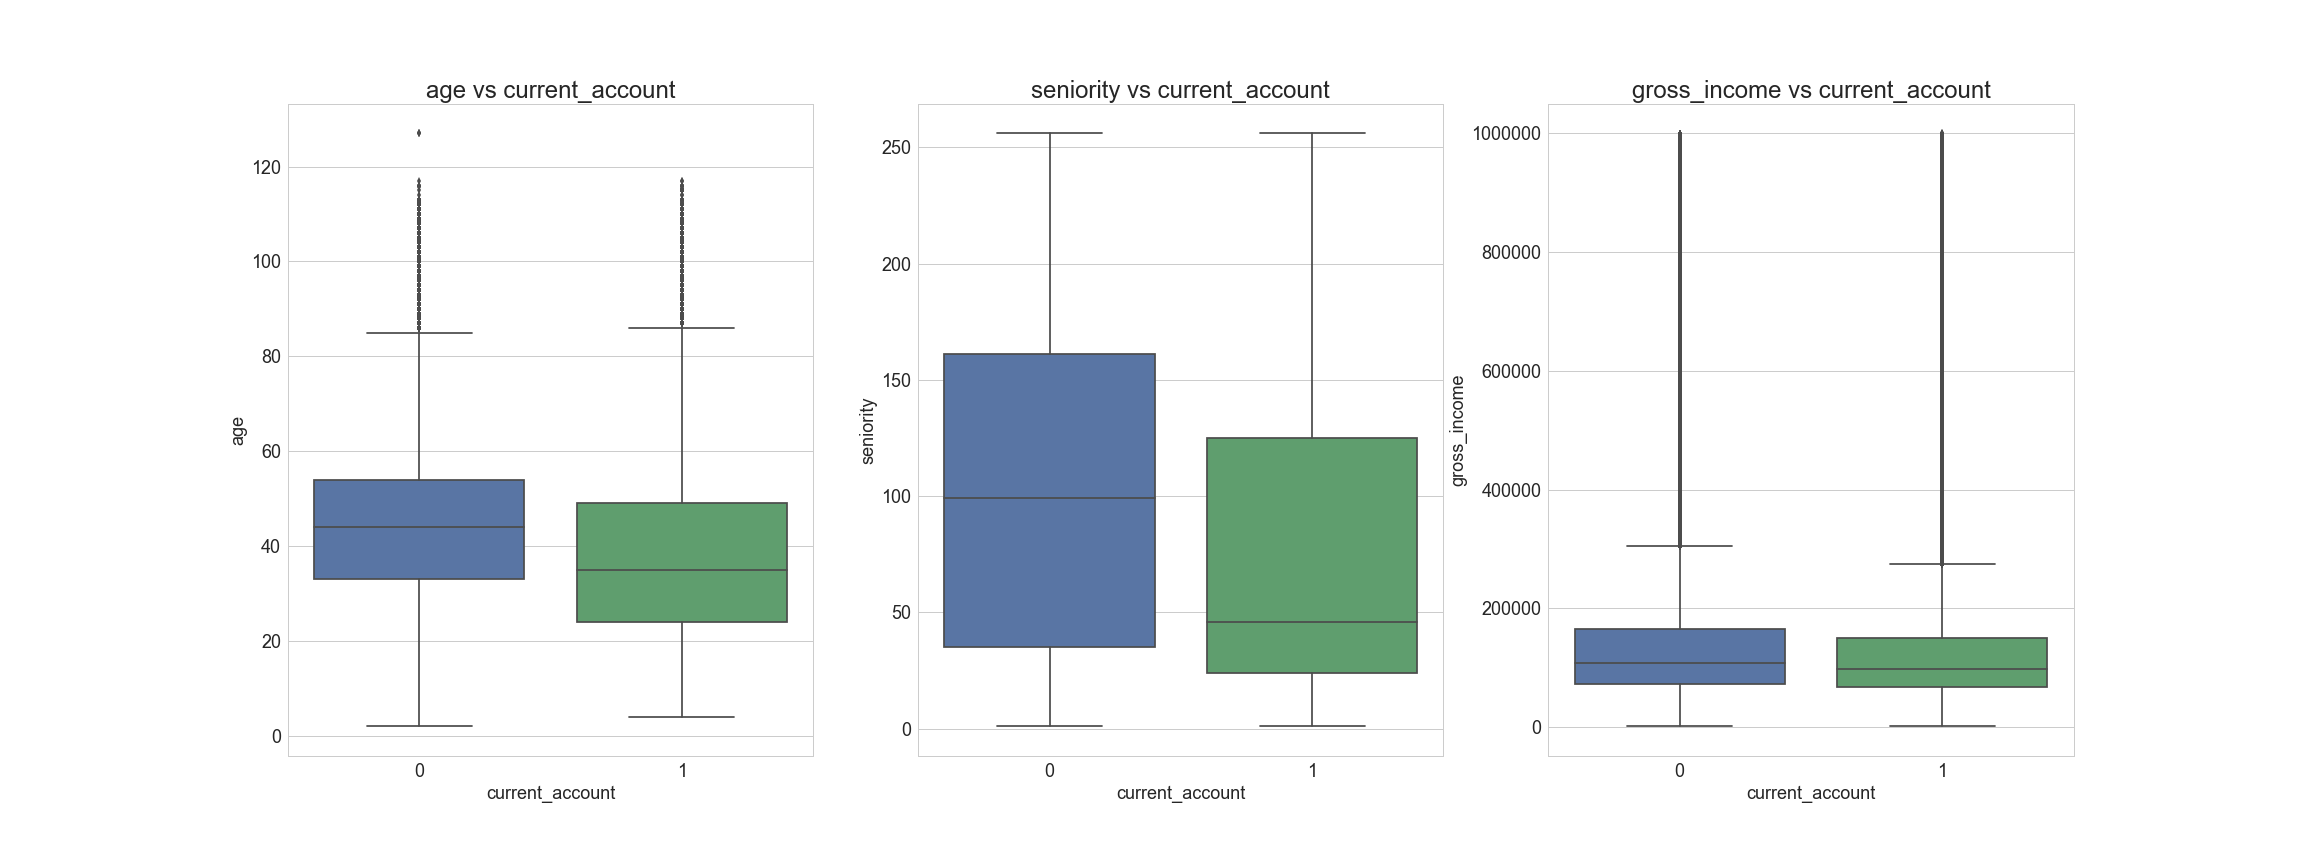 age vs current_account
120
100
80
60
40
20
0
age
0 1
current_account
seniority vs current_account
250
200
150
100
50
0
seniority
0 1
current_account
gross_income vs current_account
1000000
800000
600000
400000
200000
0
gross_income
0 1
current_account